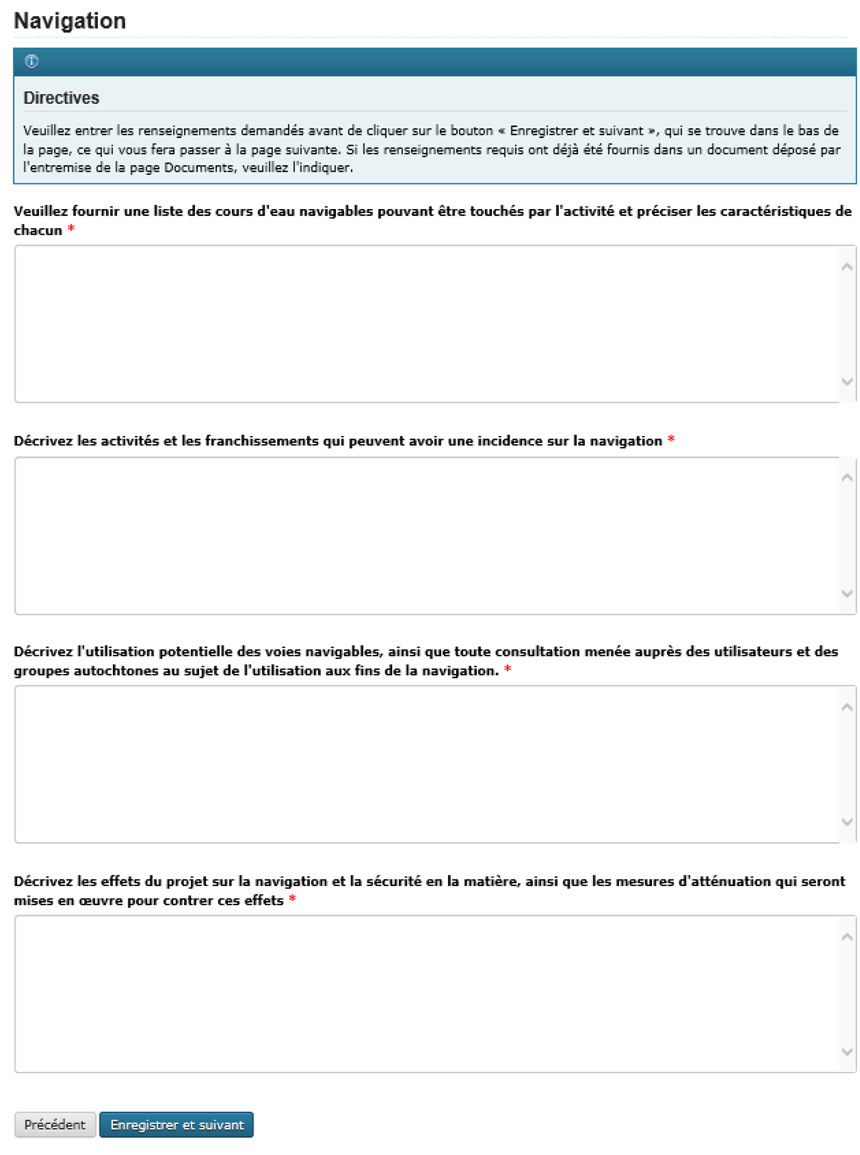 Navigation
Directives
Veuillez entrer les renseignements demandés avant de cliquer sur le bouton « Enregistrer et suivant », qui se trouve dans le bas de
la page, ce qui vous fera passer à la page suivante. Si les renseignements requis ont déjà été fournis dans un document déposé par
l'entremise de la page Documents, veuillez l'indiquer.
Veuillez fournir une liste des cours d'eau navigables pouvant être touchés par l'activité et préciser les caractéristiques de
chacun *
Décrivez les activités et les franchissements qui peuvent avoir une incidence sur la navigation *
Décrivez l'utilisation potentielle des voies navigables, ainsi que toute consultation menée auprès des utilisateurs et des
groupes autochtones au sujet de l'utilisation aux fins de la navigation. *
Décrivez les effets du projet sur la navigation et la sécurité en la matière, ainsi que les mesures d'atténuation qui seront
mises en œuvre pour contrer ces effets *
Précédent Enregistrer et suivant